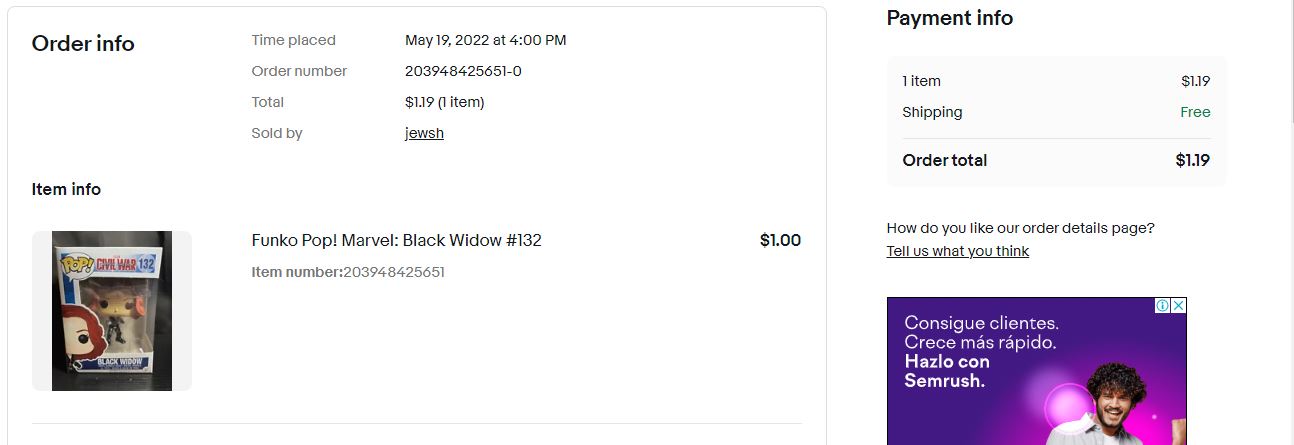 Order info
Time placed
May 19, 2022 at 4:00 PM
Order number
203948425651-0
Total
$1.19 (1 item)
Sold by
jewsh
Item info
POP!
CIVIL WAR
132
BLACK WIDOW
Funko Pop! Marvel: Black Widow #132
$1.00
Item number:203948425651
Payment info
1 item
$1.19
Shipping
Free
Order total
$1.19
How do you like our order details page?
Tell us what you think
Consigue clientes.
Crece más rápido.
Hazlo con
Semrush.